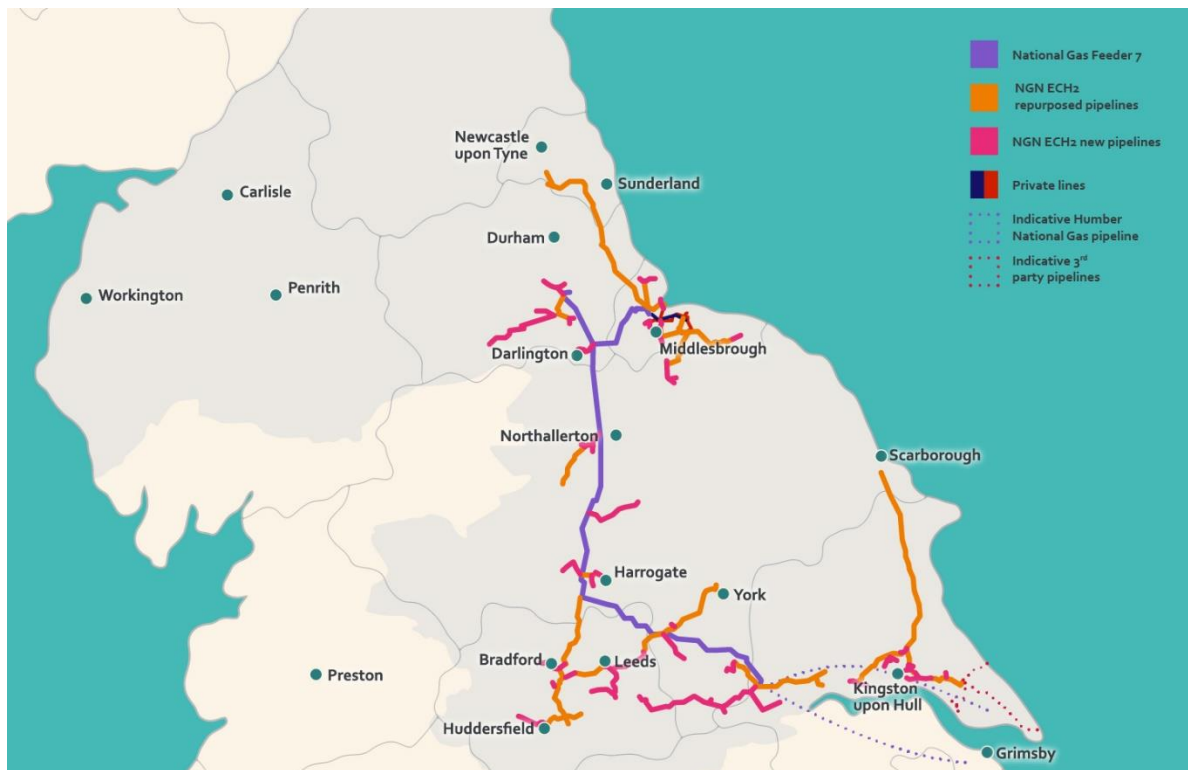 National Gas Feeder 7
NGN ECH2
repurposed pipelines
NGN ECH2 new pipelines
Private lines
Indicative Humber
National Gas pipeline
Indicative 3rd
party pipelines
Newcastle
upon Tyne
Sunderland
Carlisle
Durham
Penrith
Workington
Middlesbrough
Darlington
Northallerton
Scarborough
Harrogate
York
Bradford
Leeds
Preston
Kingston
upon Hull
Huddersfield
Grimsby